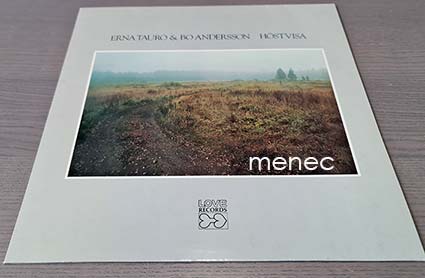 ERNA TAURO & BO ANDERSSON HÖSTVISA
menec
LOVE
RECORDS